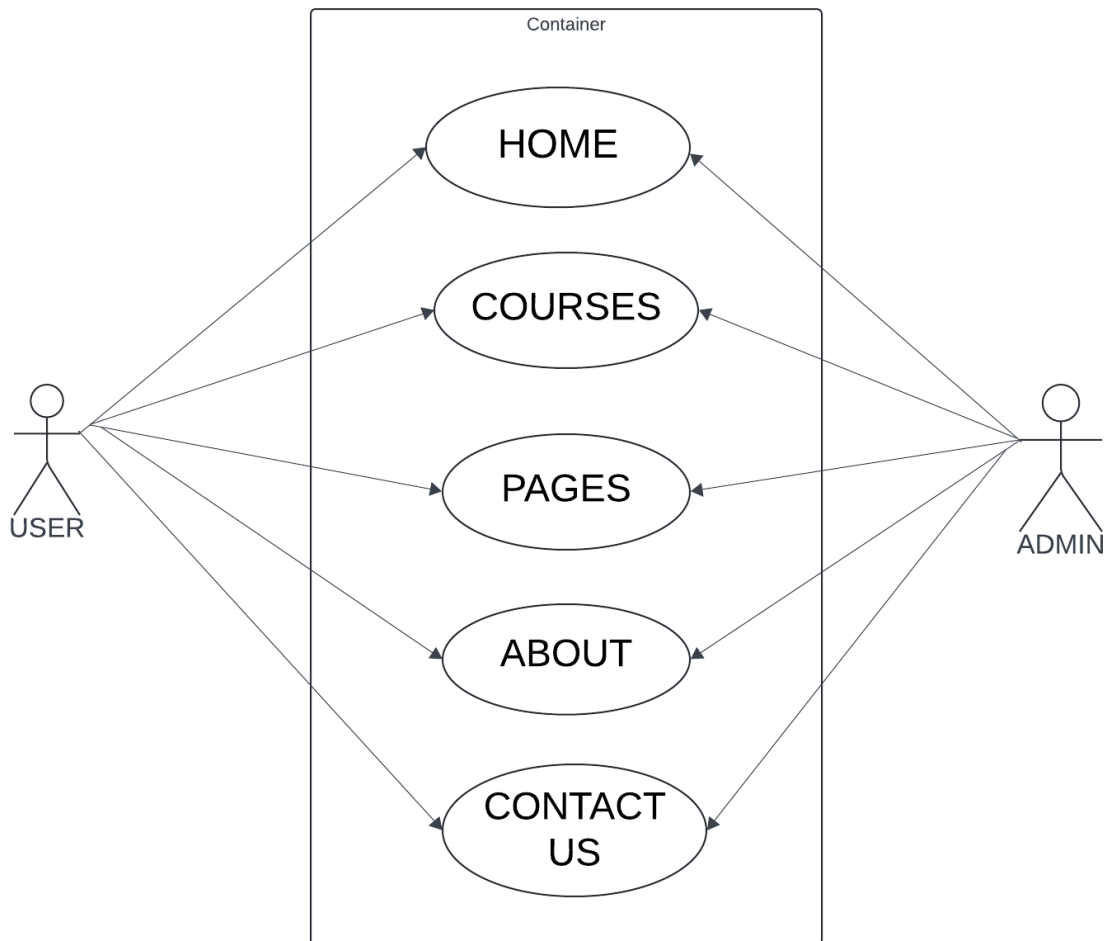 Container
HOME
COURSES
PAGES
USER
ADMIN
ABOUT
CONTACT
US